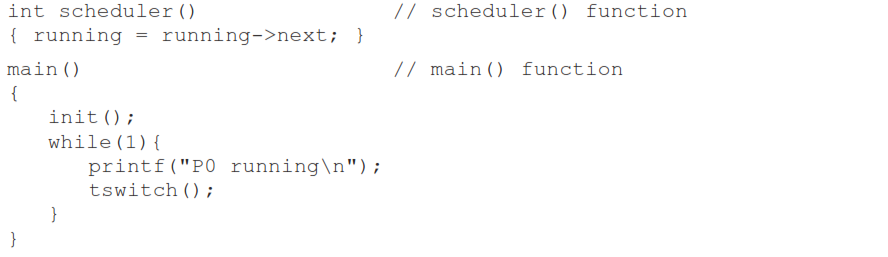 int scheduler()                // scheduler() function
{ running = running->next; }
main()                         // main() function
{
   init();
   while(1){
      printf("P0 running\n");
      tswitch();
   }
}